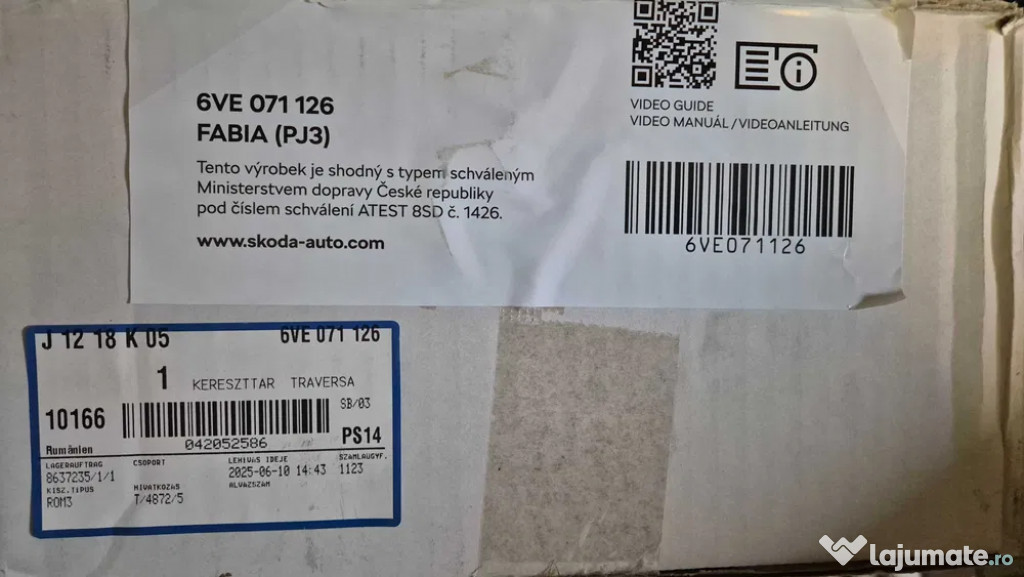 6VE 071 126
FABIA (PJ3)
Tento výrobek je shodný s typem schváleným
Ministerstvem dopravy České republiky
pod číslem schválení ATEST 8SD č. 1426.
www.skoda-auto.com
VIDEO GUIDE
VIDEO MANUÁL / VIDEOANLEITUNG
6VE071126
J 12 18 K 05 6VE 071 126
1 KERESZTTAR TRAVERSA
SB/03
10166
042052586
PS14
Rumänien
LAGERAUFTRAG CSOPORT LEHIVAS IDEJE SZAMLAUGYF.
8637235/1/1 2025-06-10 14:43 1123
KISZ.TIPUS HIVATKOZAS ALVAZSZAM
ROM3 T/4872/5
lajumate.ro